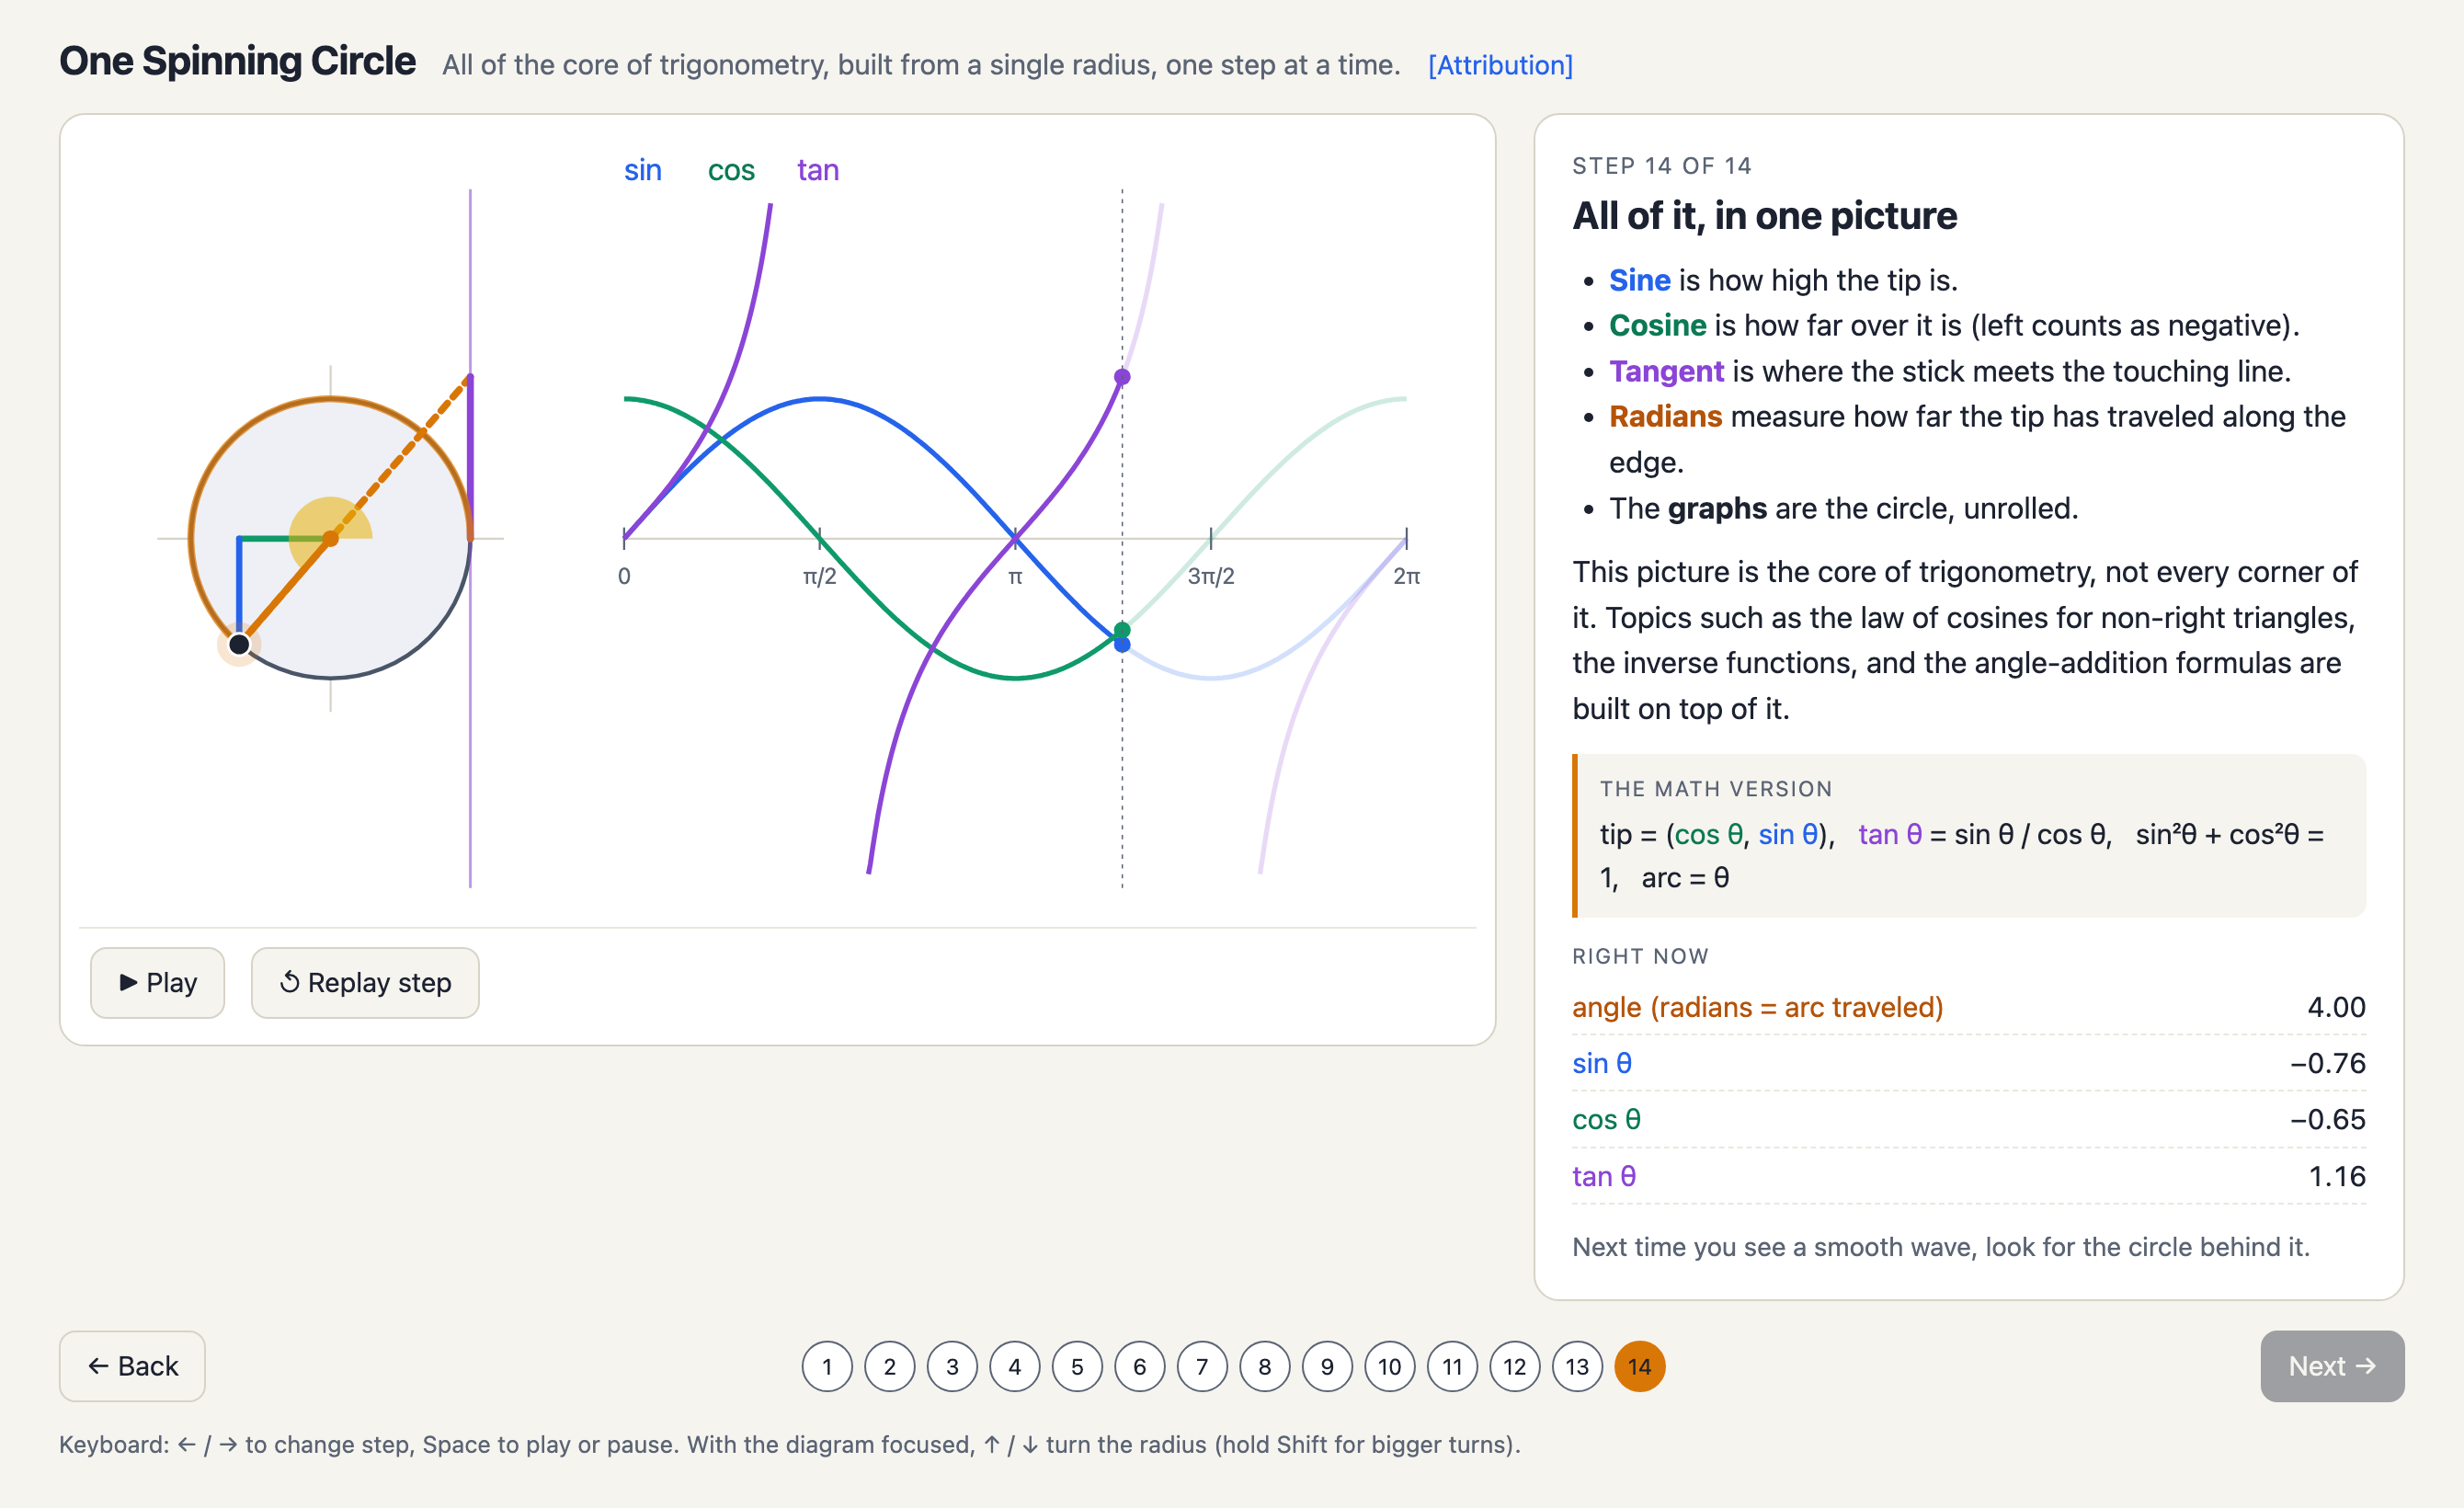 One Spinning Circle All of the core of trigonometry, built from a single radius, one step at a time. [Attribution]
sin cos tan
0 π/2 π 3π/2 2π
▶ Play ↺ Replay step
STEP 14 OF 14
All of it, in one picture
• Sine is how high the tip is.
• Cosine is how far over it is (left counts as negative).
• Tangent is where the stick meets the touching line.
• Radians measure how far the tip has traveled along the
edge.
• The graphs are the circle, unrolled.
This picture is the core of trigonometry, not every corner of
it. Topics such as the law of cosines for non-right triangles,
the inverse functions, and the angle-addition formulas are
built on top of it.
THE MATH VERSION
tip = (cos θ, sin θ), tan θ = sin θ / cos θ, sin²θ + cos²θ =
1, arc = θ
RIGHT NOW
angle (radians = arc traveled) 4.00
sin θ −0.76
cos θ −0.65
tan θ 1.16
Next time you see a smooth wave, look for the circle behind it.
← Back 1 2 3 4 5 6 7 8 9 10 11 12 13 14 Next →
Keyboard: ← / → to change step, Space to play or pause. With the diagram focused, ↑ / ↓ turn the radius (hold Shift for bigger turns).